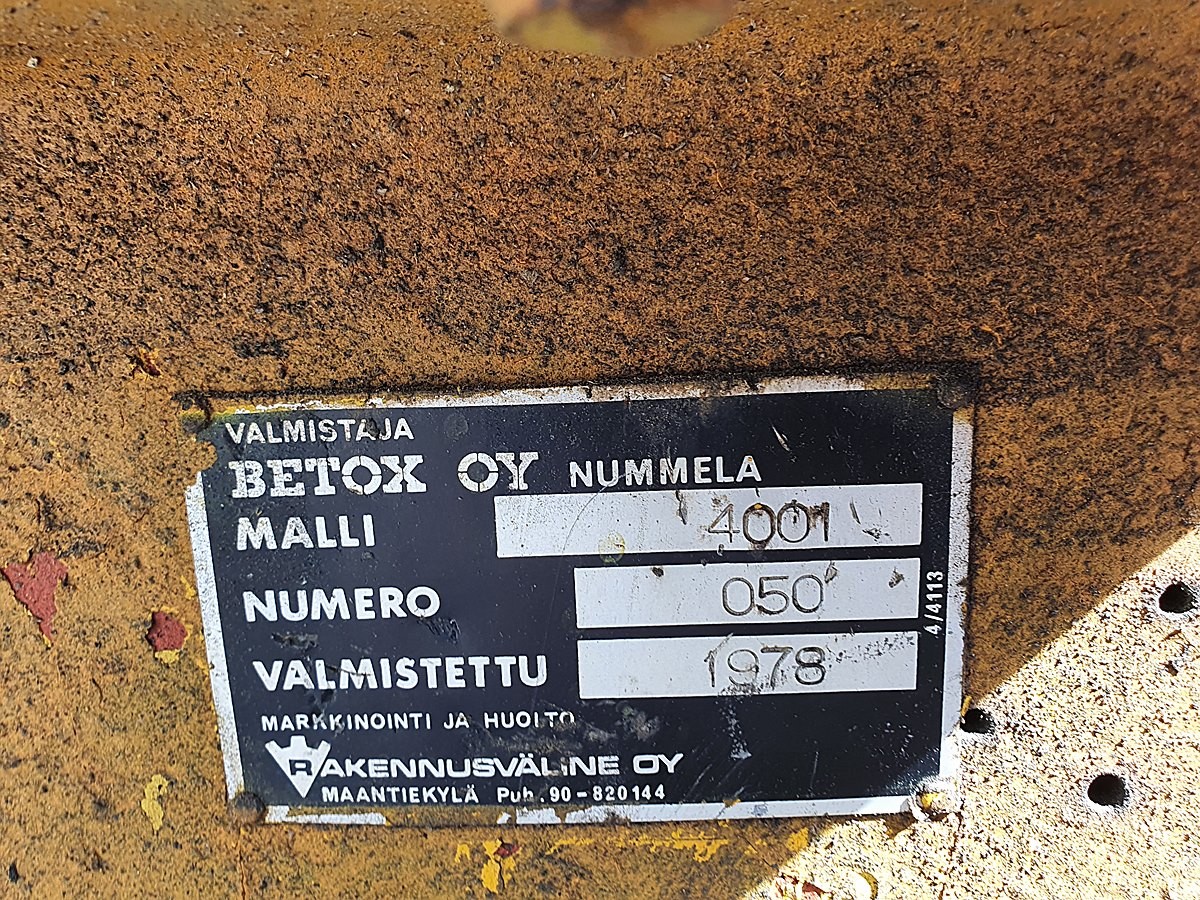 VALMISTAJA
BETOX OY NUMMELA
MALLI 4001
NUMERO 050
VALMISTETTU 1978
4/4113
MARKKINOINTI JA HUOLTO
RAKENNUSVÄLINE OY
MAANTIEKYLÄ Puh. 90-820144